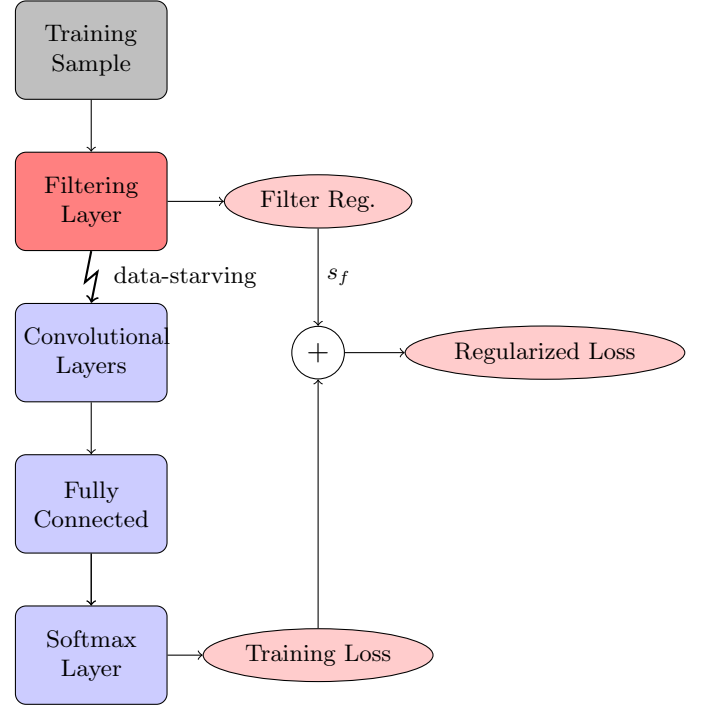 Training
Sample
Filtering
Layer
Filter Reg.
data-starving
s_f
Convolutional
Layers
+
Regularized Loss
Fully
Connected
Softmax
Layer
Training Loss